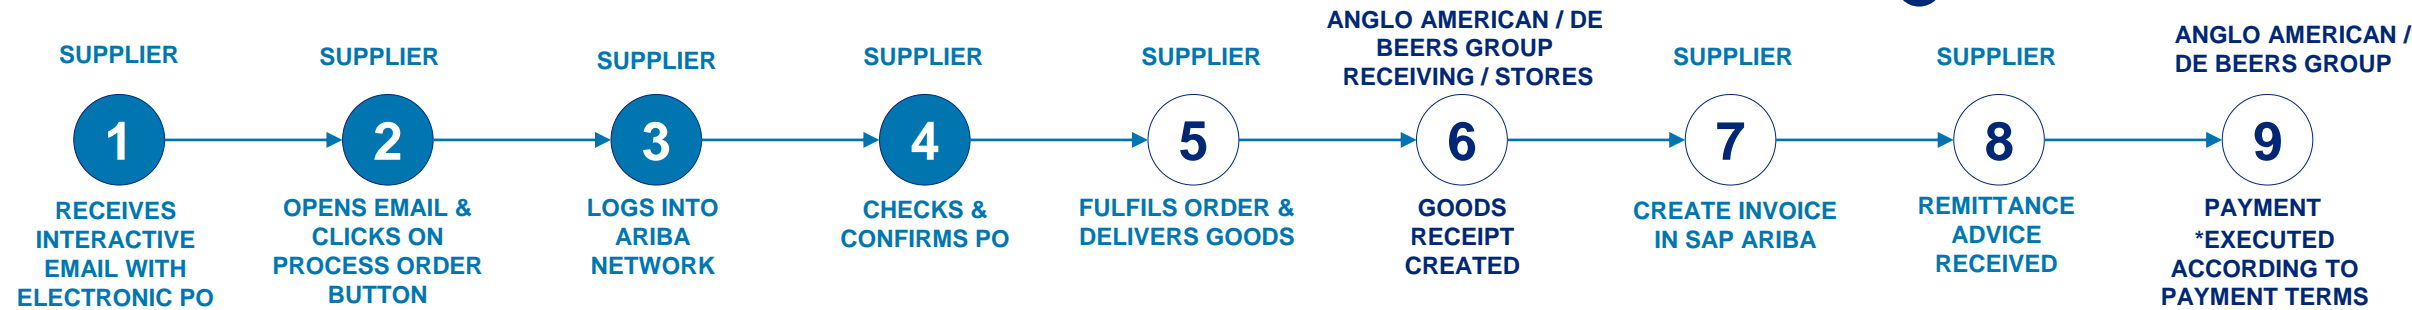 SUPPLIER
1
RECEIVES
INTERACTIVE
EMAIL WITH
ELECTRONIC PO
SUPPLIER
2
OPENS EMAIL &
CLICKS ON
PROCESS ORDER
BUTTON
SUPPLIER
3
LOGS INTO
ARIBA
NETWORK
SUPPLIER
4
CHECKS &
CONFIRMS PO
SUPPLIER
5
FULFILS ORDER &
DELIVERS GOODS
ANGLO AMERICAN / DE
BEERS GROUP
RECEIVING / STORES
6
GOODS
RECEIPT
CREATED
SUPPLIER
7
CREATE INVOICE
IN SAP ARIBA
SUPPLIER
8
REMITTANCE
ADVICE
RECEIVED
ANGLO AMERICAN /
DE BEERS GROUP
9
PAYMENT
*EXECUTED
ACCORDING TO
PAYMENT TERMS